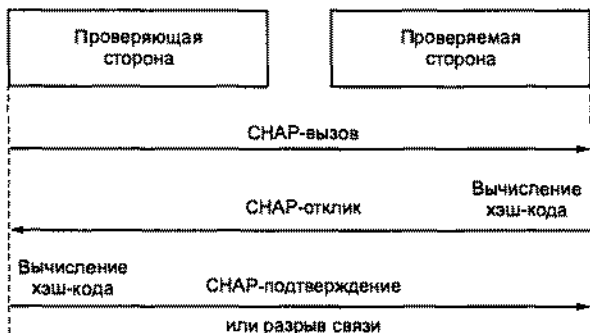 Проверяющая
сторона
Проверяемая
сторона
CHAP-вызов
Вычисление
хэш-кода
CHAP-отклик
Вычисление
хэш-кода
CHAP-подтверждение
или разрыв связи